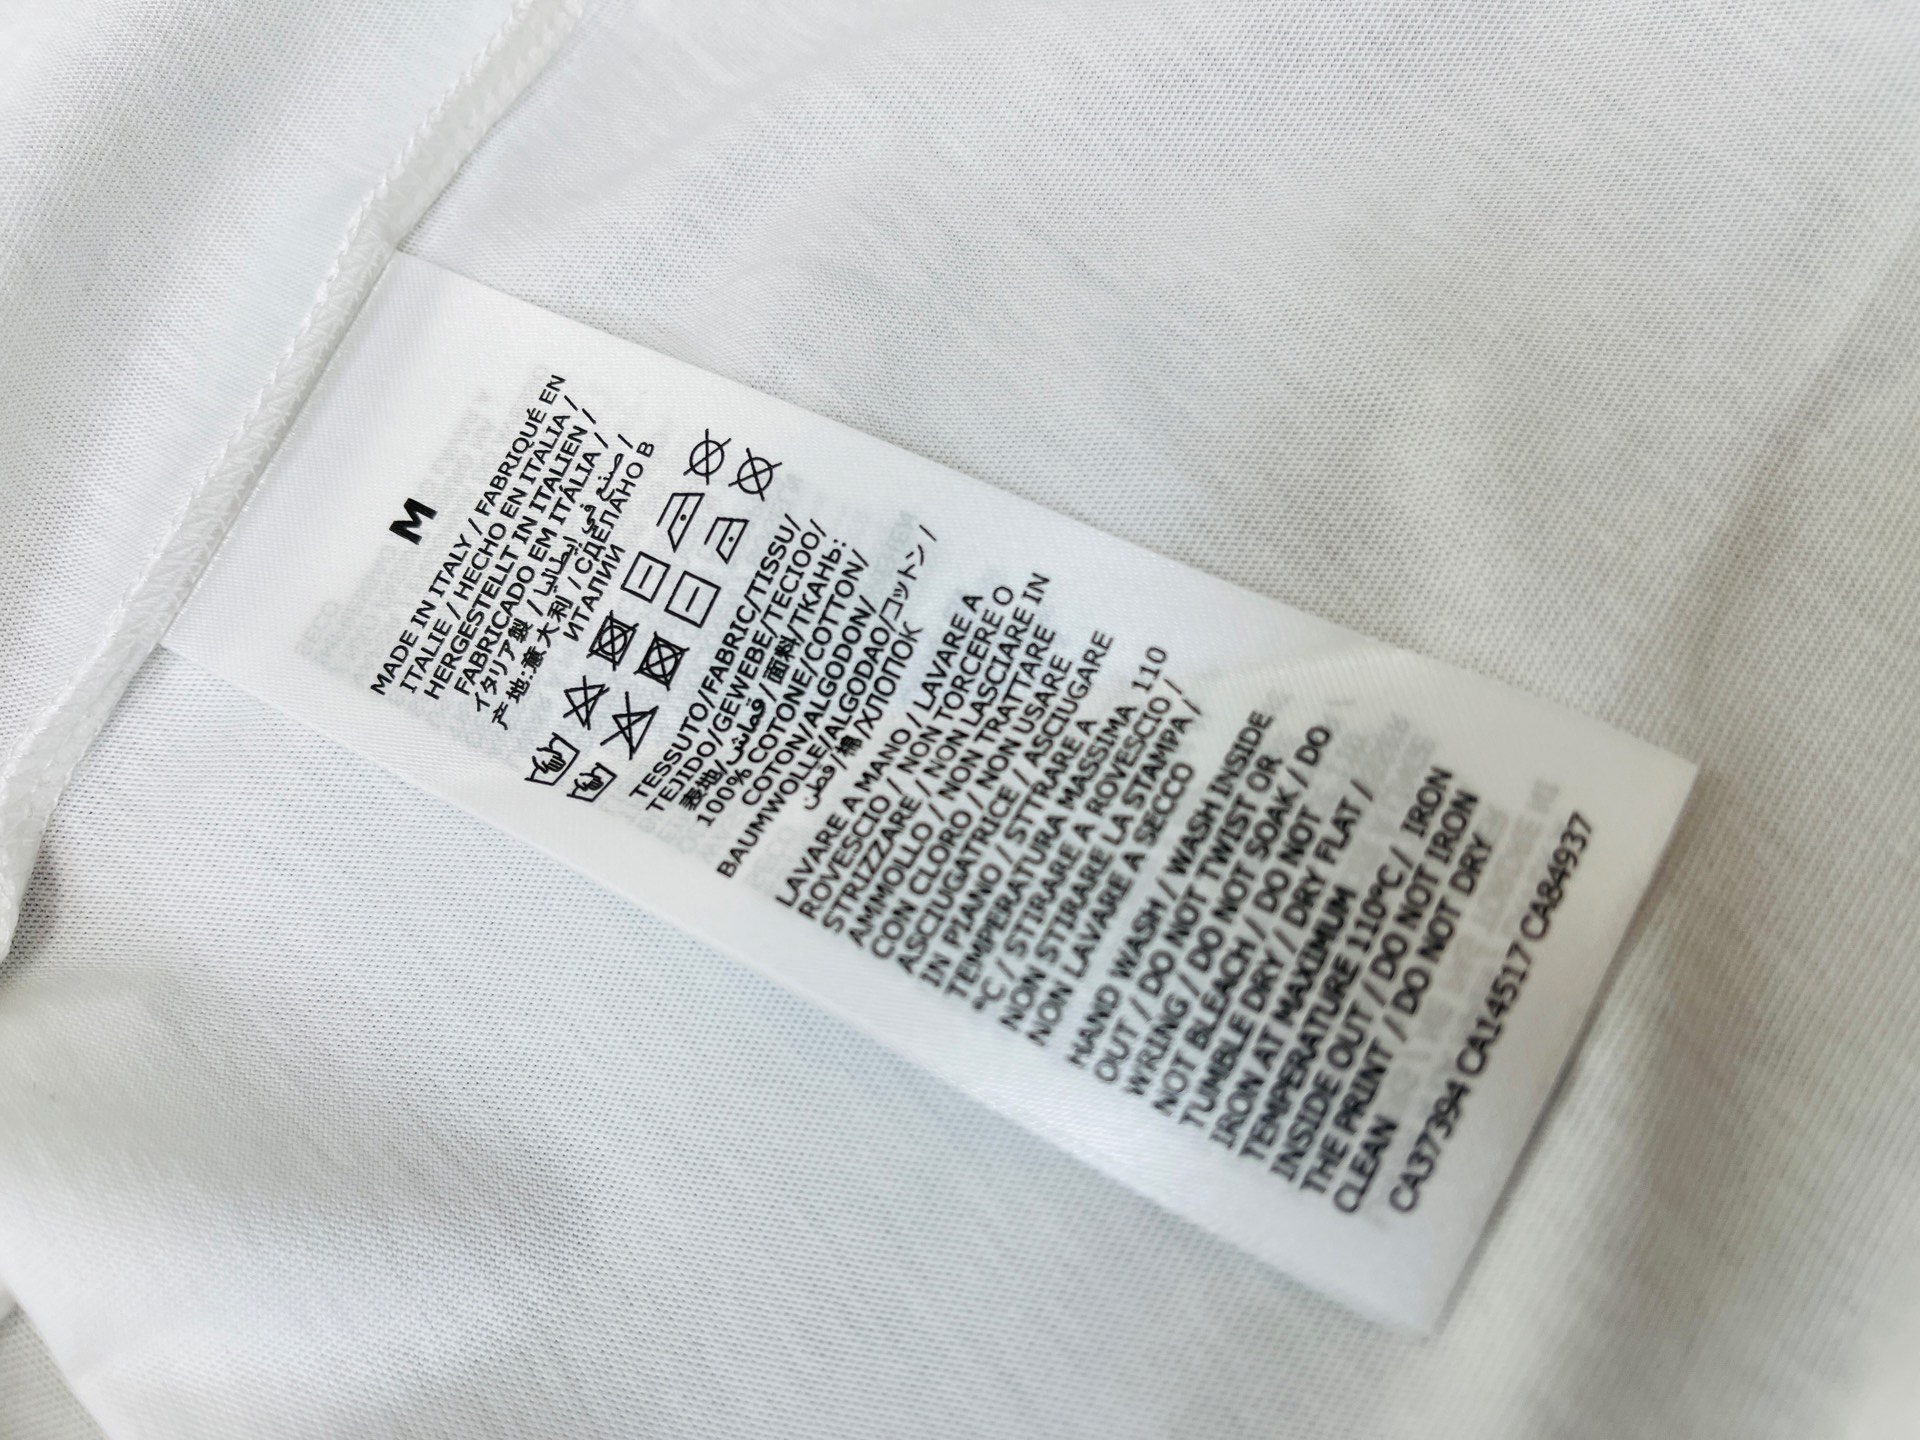 M
MADE IN ITALY / FABRIQUÉ EN
ITALIE / HECHO EN ITALIA /
HERGESTELLT IN ITALIEN /
FABRICADO EM ITÁLIA /
イタリア製 / صنع في إيطاليا /
产地:意大利 / СДЕЛАНО В
ИТАЛИИ
TESSUTO/FABRIC/TISSU/
TEJIDO/GEWEBE/TECIOO/
表地/قماش/面料/ТКАНЬ:
100% COTONE/COTTON/
COTON/ALGODON/
BAUMWOLLE/ALGODAO/コットン/
قطن/棉/ХЛОПОК
LAVARE A MANO / LAVARE A
ROVESCIO / NON TORCERE O
STRIZZARE / NON LASCIARE IN
AMMOLLO / NON TRATTARE
CON CLORO / NON USARE
ASCIUGATRICE / ASCIUGARE
IN PIANO / STTRARE A
TEMPERATURA MASSIMA 110
°C / STIRARE A ROVESCIO /
NON STIRARE LA STAMPA /
NON LAVARE A SECCO
HAND WASH / WASH INSIDE
OUT / DO NOT TWIST OR
WRING / DO NOT SOAK / DO
NOT BLEACH / DO NOT
TUMBLE DRY / DRY FLAT /
IRON AT MAXIMUM
TEMPERATURE 110°C / IRON
INSIDE OUT / DO NOT IRON
THE PRINT / DO NOT DRY
CLEAN
CA37394 CA14517 CA84937